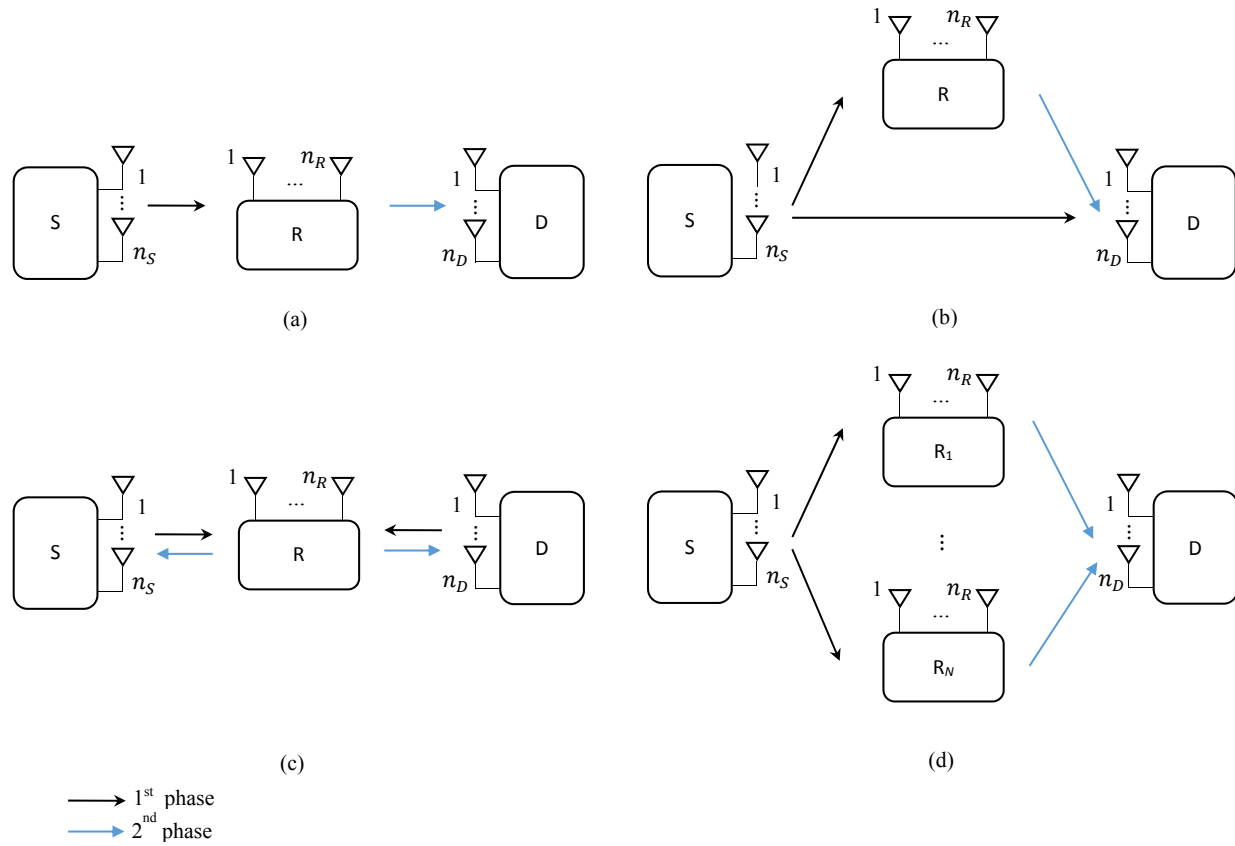 1 ... n_R
S 1 ⋮ n_S
R
1 ⋮ n_D D
(a)
1 ... n_R
R
S 1 ⋮ n_S
1 ⋮ n_D D
(b)
1 ... n_R
S 1 ⋮ n_S
R
1 ⋮ n_D D
(c)
1 ... n_R
R₁
S 1 ⋮ n_S
⋮
1 ⋮ n_D D
1 ... n_R
R_N
(d)
1st phase
2nd phase